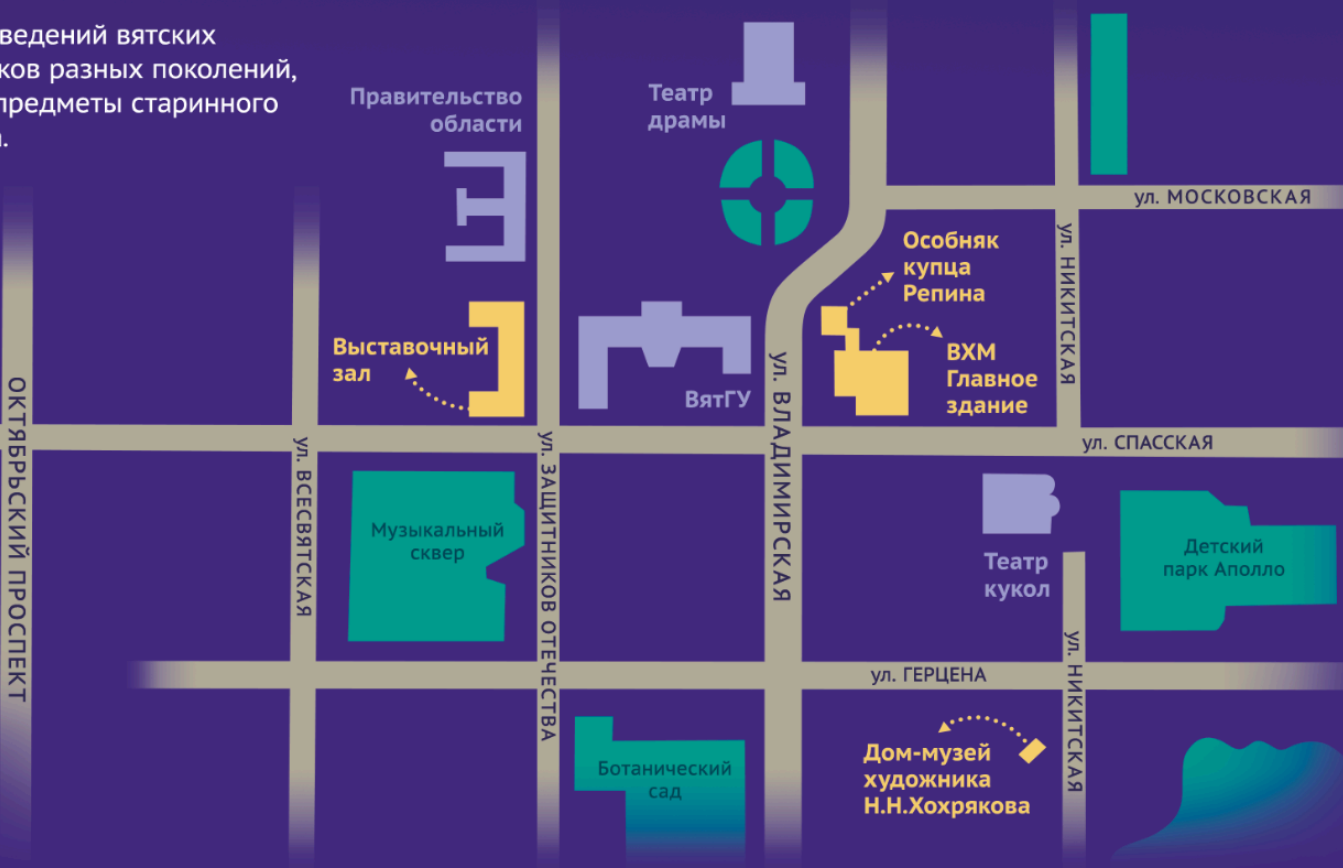 ведений вятских
ков разных поколений,
предметы старинного
Правительство
области
Театр
драмы
ул. МОСКОВСКАЯ
ул. НИКИТСКАЯ
Особняк
купца
Репина
Выставочный
зал
ВХМ
Главное
здание
ВятГУ
ул. ВЛАДИМИРСКАЯ
ОКТЯБРЬСКИЙ ПРОСПЕКТ
ул. ВСЕСВЯТСКАЯ
ул. ЗАЩИТНИКОВ ОТЕЧЕСТВА
ул. СПАССКАЯ
Музыкальный
сквер
Театр
кукол
Детский
парк Аполло
ул. ГЕРЦЕНА
ул. НИКИТСКАЯ
Ботанический
сад
Дом-музей
художника
Н.Н.Хохрякова